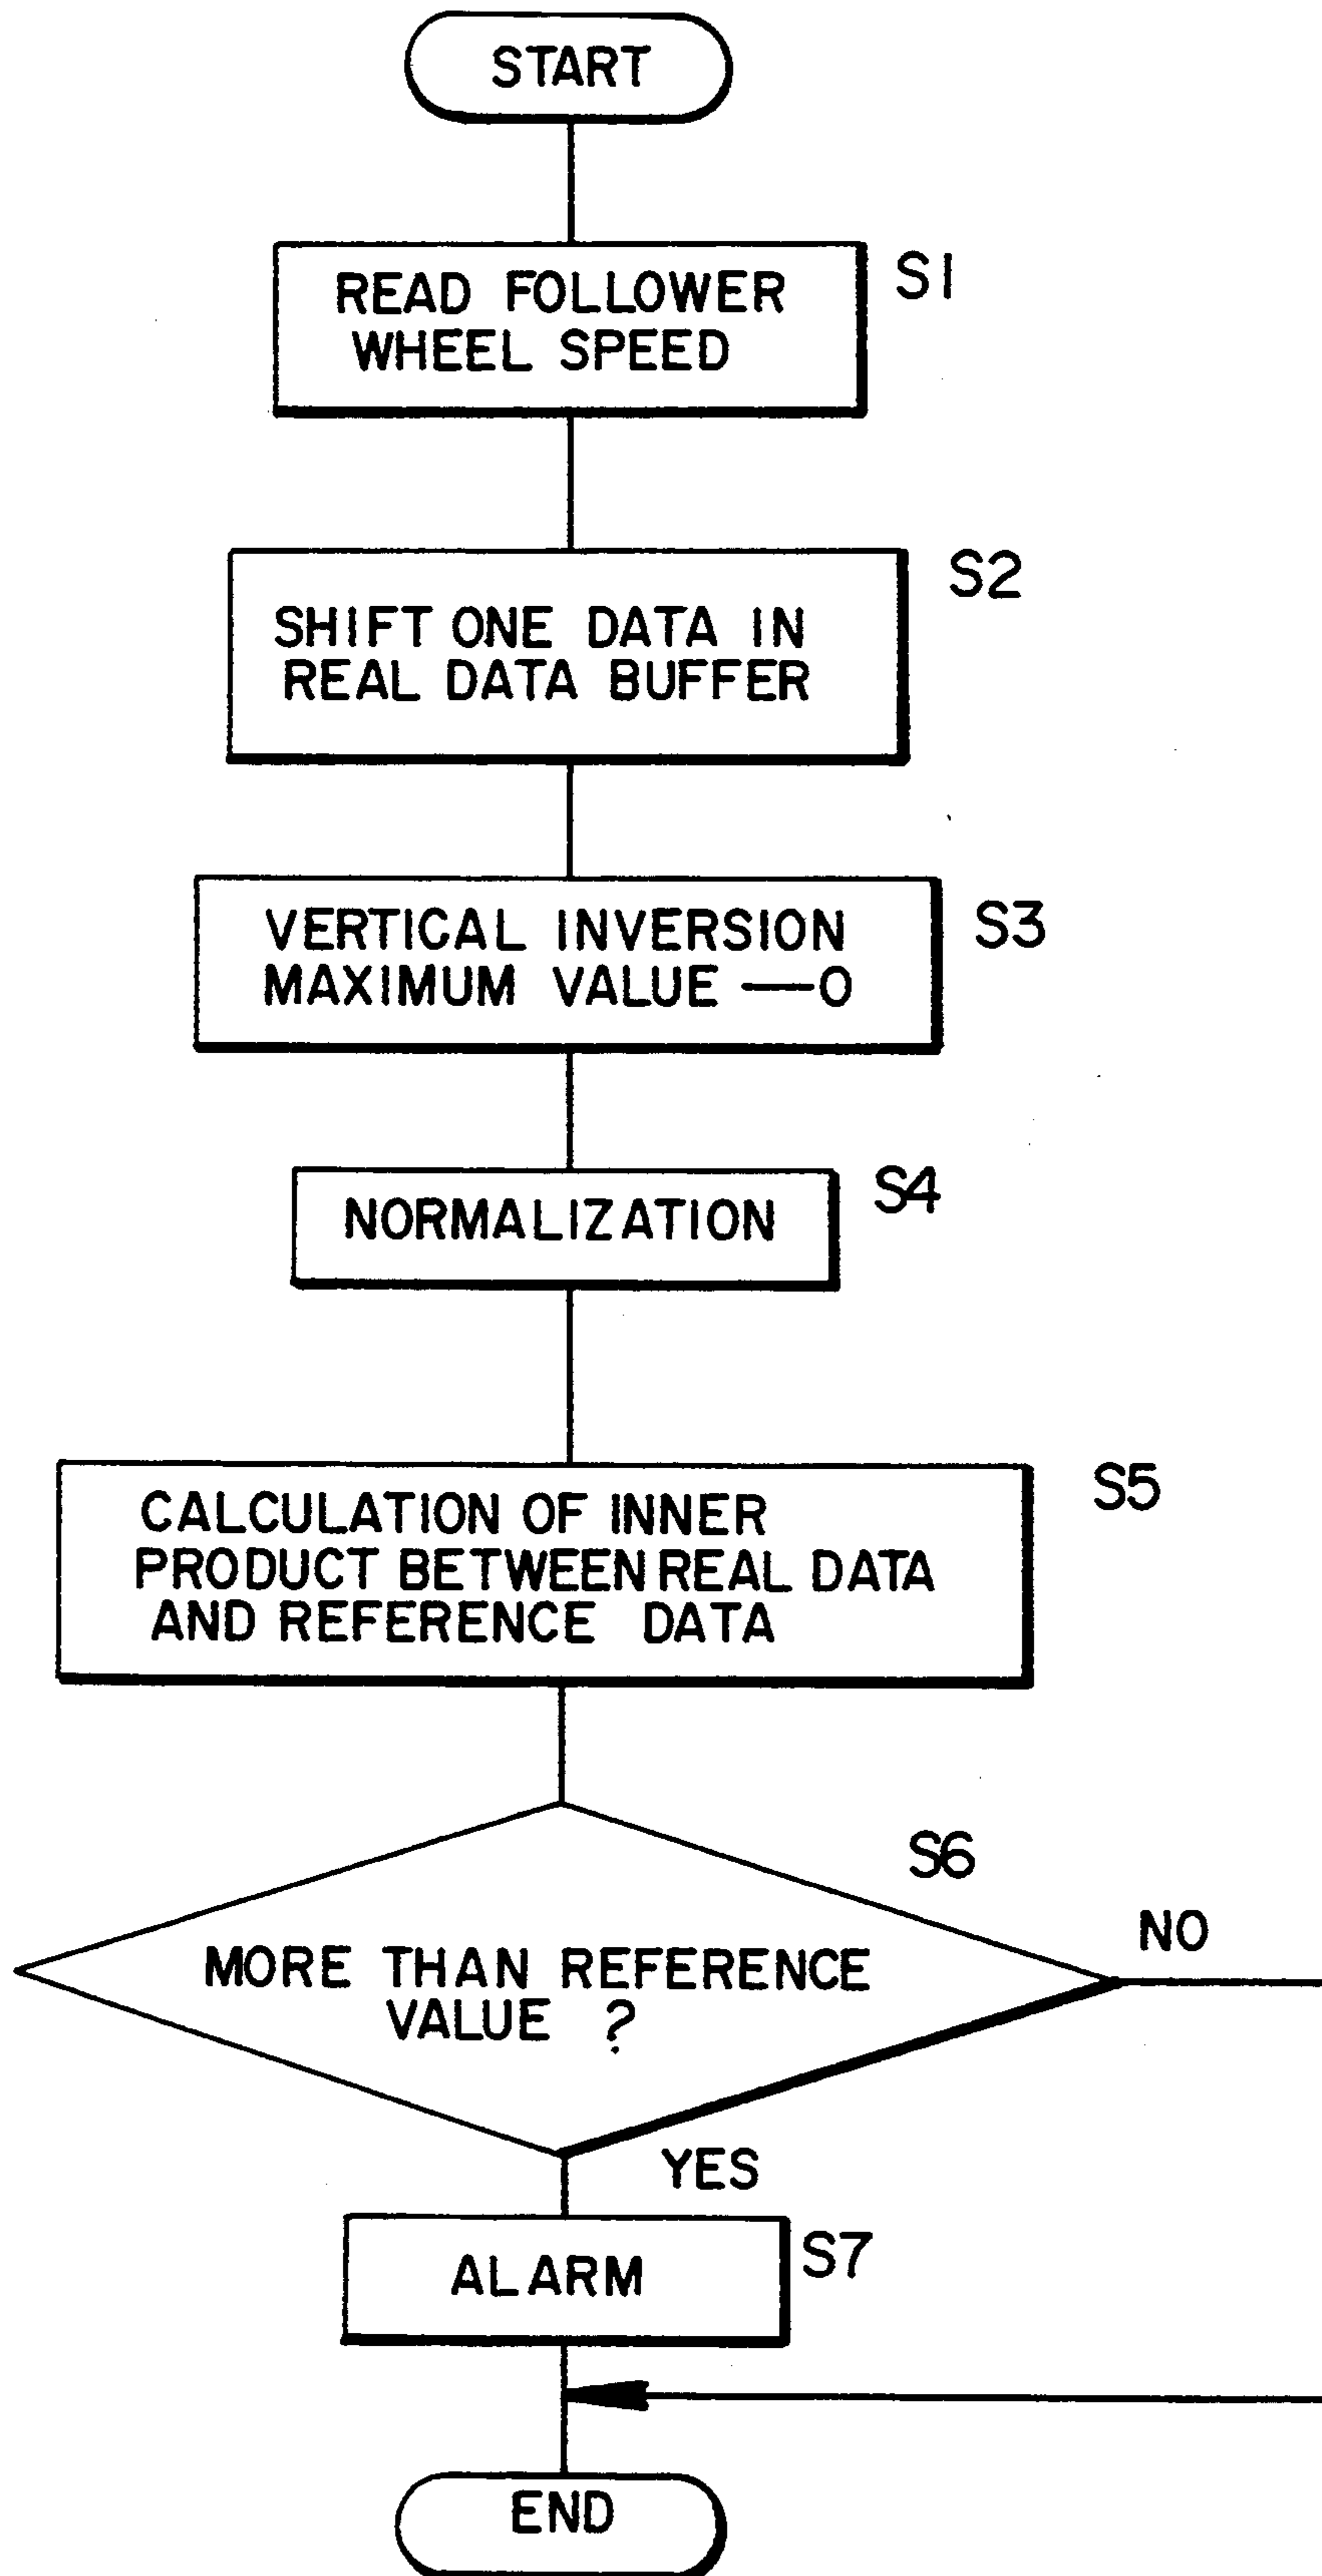 START
READ FOLLOWER
WHEEL SPEED
S1
SHIFT ONE DATA IN
REAL DATA BUFFER
S2
VERTICAL INVERSION
MAXIMUM VALUE —0
S3
NORMALIZATION
S4
CALCULATION OF INNER
PRODUCT BETWEEN REAL DATA
AND REFERENCE DATA
S5
MORE THAN REFERENCE
VALUE ?
S6
NO
YES
ALARM
S7
END